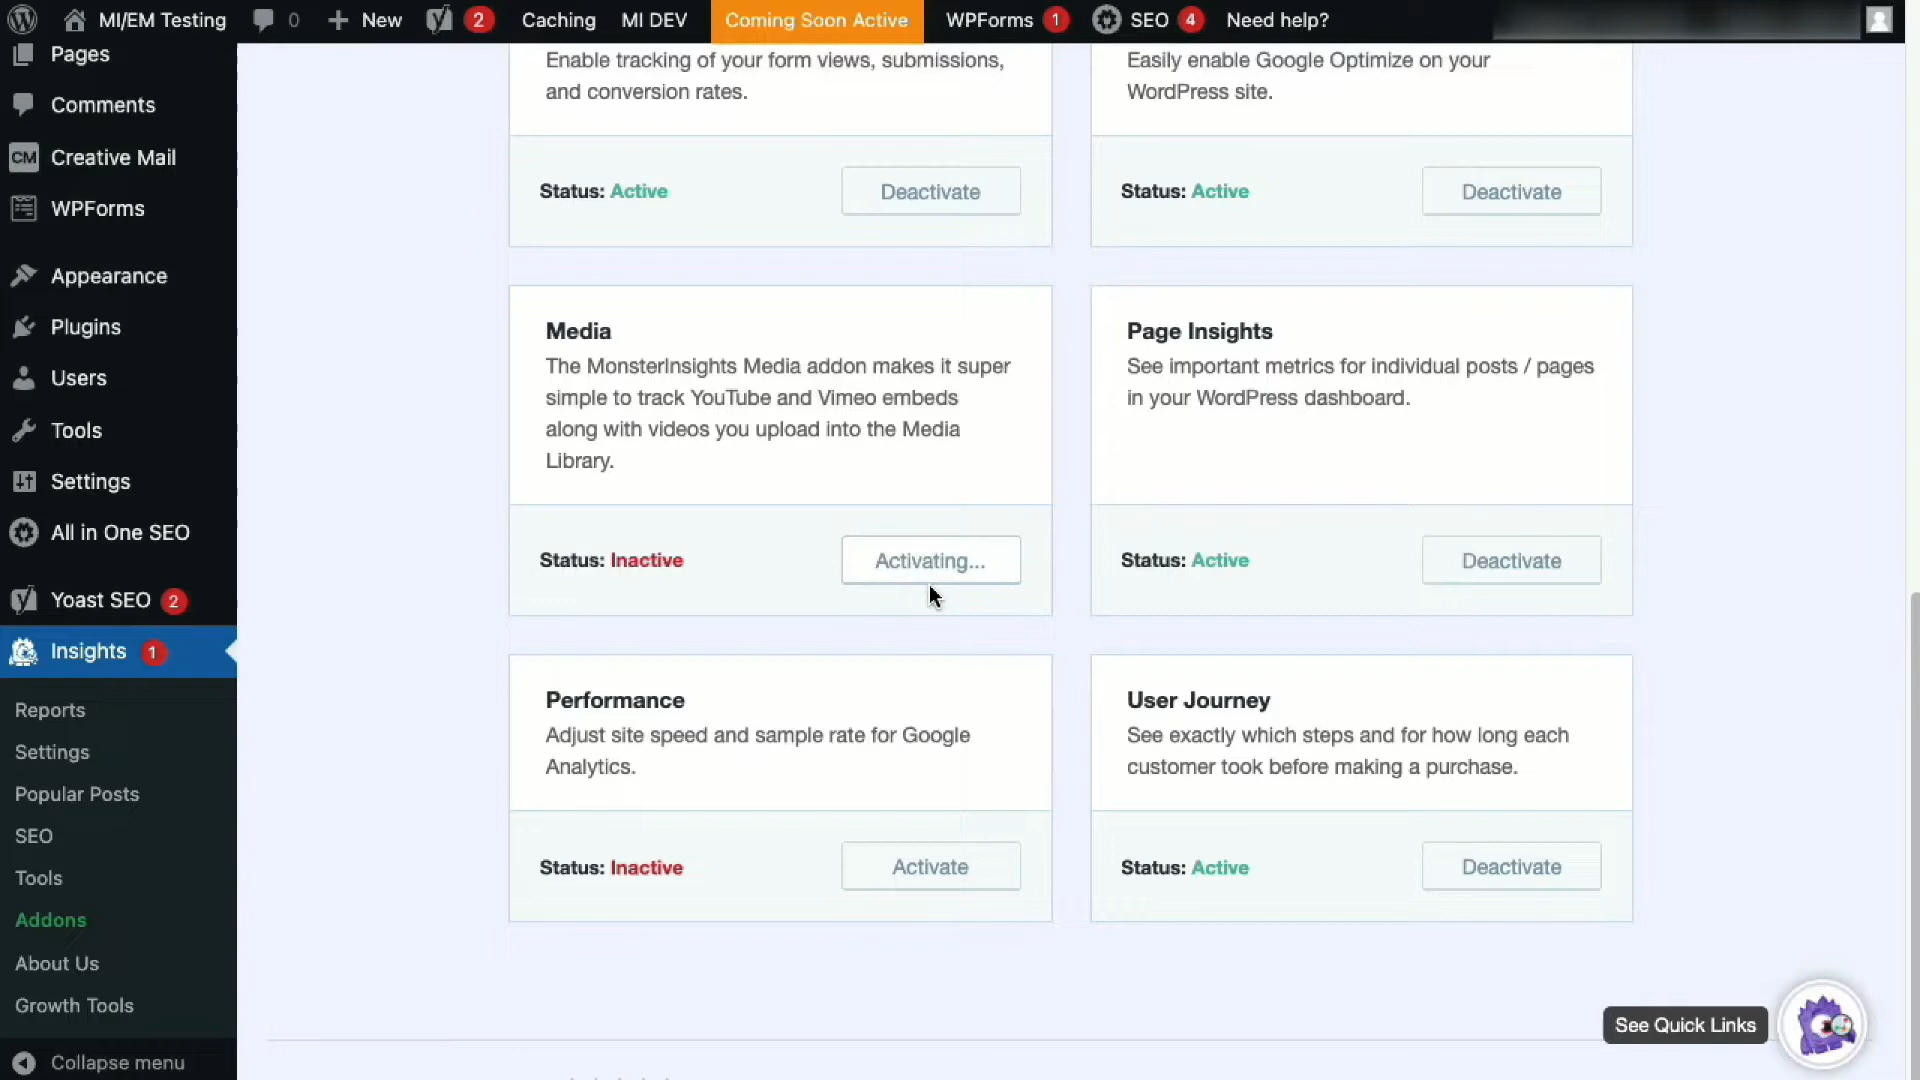 MI/EM Testing
0
New
2
Caching
MI DEV
Coming Soon Active
WPForms 1
SEO 4
Need help?
Pages
Comments
CM Creative Mail
WPForms
Appearance
Plugins
Users
Tools
Settings
All in One SEO
Yoast SEO 2
Insights 1
Reports
Settings
Popular Posts
SEO
Tools
Addons
About Us
Growth Tools
Collapse menu
Enable tracking of your form views, submissions,
and conversion rates.
Status: Active
Deactivate
Easily enable Google Optimize on your
WordPress site.
Status: Active
Deactivate
Media
The MonsterInsights Media addon makes it super
simple to track YouTube and Vimeo embeds
along with videos you upload into the Media
Library.
Status: Inactive
Activating...
Page Insights
See important metrics for individual posts / pages
in your WordPress dashboard.
Status: Active
Deactivate
Performance
Adjust site speed and sample rate for Google
Analytics.
Status: Inactive
Activate
User Journey
See exactly which steps and for how long each
customer took before making a purchase.
Status: Active
Deactivate
See Quick Links